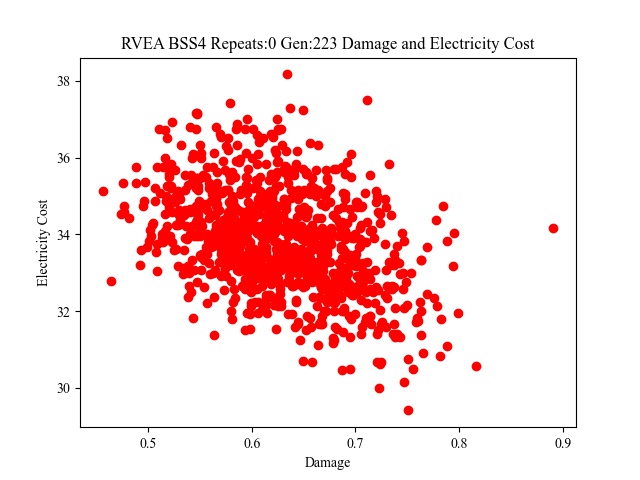 RVEA BSS4 Repeats:0 Gen:223 Damage and Electricity Cost
38
36
34
32
30
Electricity Cost
0.5 0.6 0.7 0.8 0.9
Damage